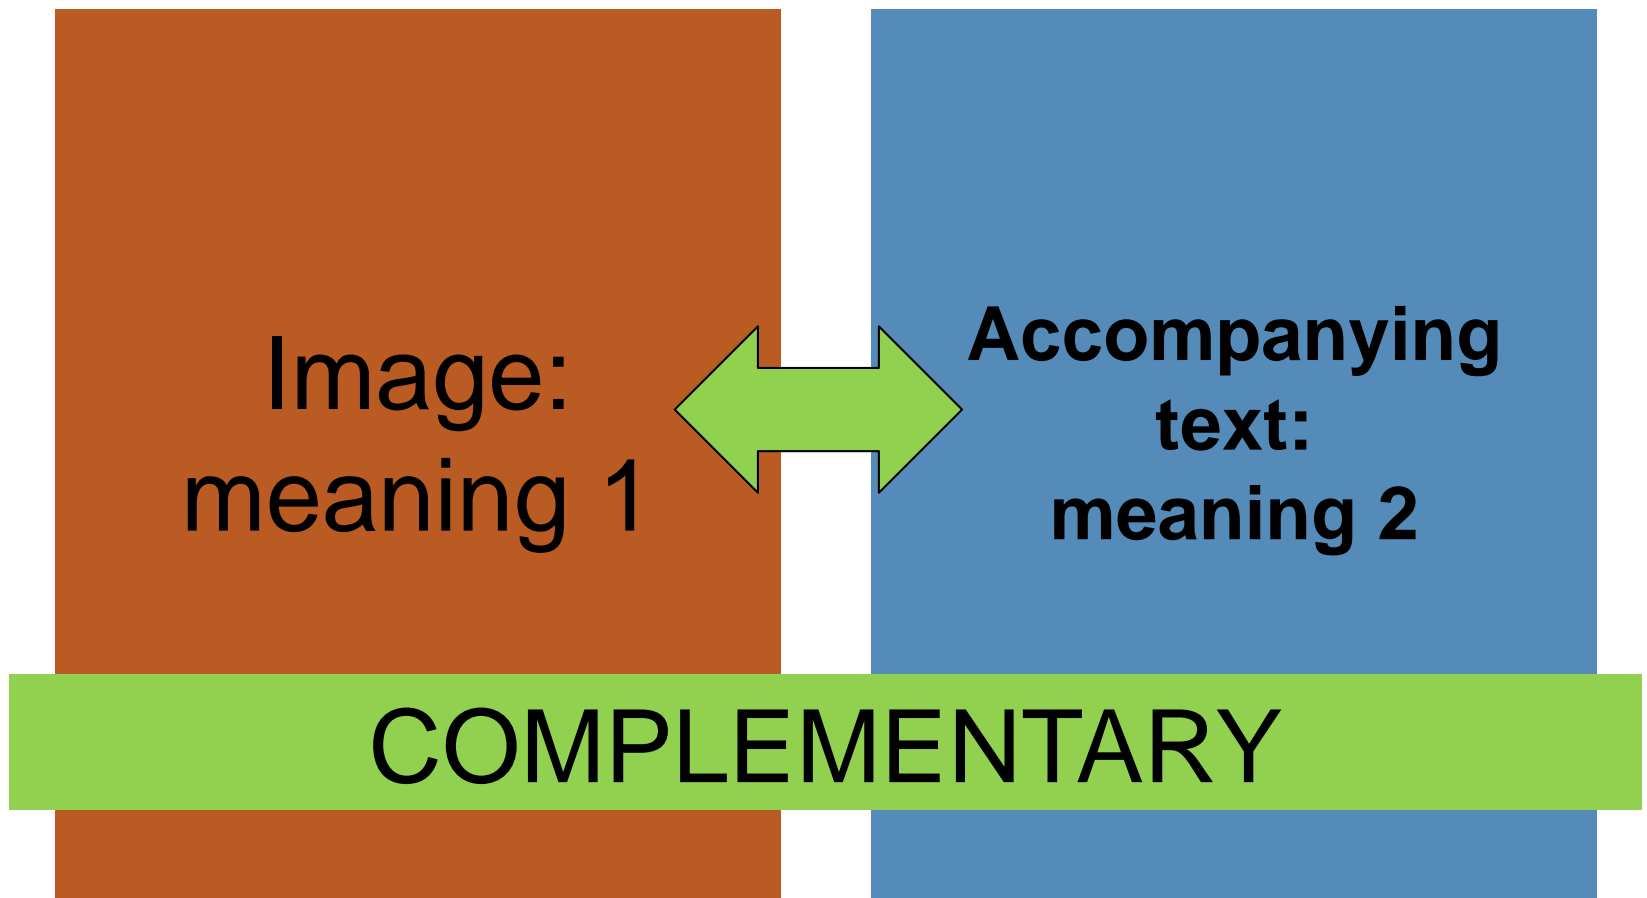 Image:
meaning 1
Accompanying
text:
meaning 2
COMPLEMENTARY